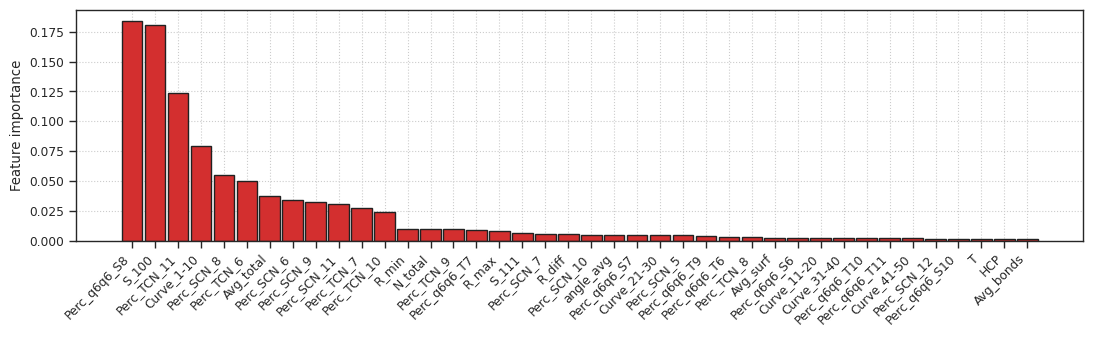 Feature importance
0.175
0.150
0.125
0.100
0.075
0.050
0.025
0.000
Perc_q6q6_S8
S_100
Perc_TCN_11
Curve_1-10
Perc_SCN_8
Perc_TCN_6
Avg_total
Perc_SCN_6
Perc_SCN_9
Perc_SCN_11
Perc_TCN_7
Perc_TCN_10
R_min
N_total
Perc_TCN_9
Perc_q6q6_T7
R_max
S_111
Perc_SCN_7
R_diff
Perc_SCN_10
angle_avg
Perc_q6q6_S7
Curve_21-30
Perc_SCN_5
Perc_q6q6_T9
Perc_q6q6_T6
Perc_TCN_8
Avg_surf
Perc_q6q6_S6
Curve_11-20
Curve_31-40
Perc_q6q6_T10
Perc_q6q6_T11
Curve_41-50
Perc_SCN_12
Perc_q6q6_S10
T
HCP
Avg_bonds